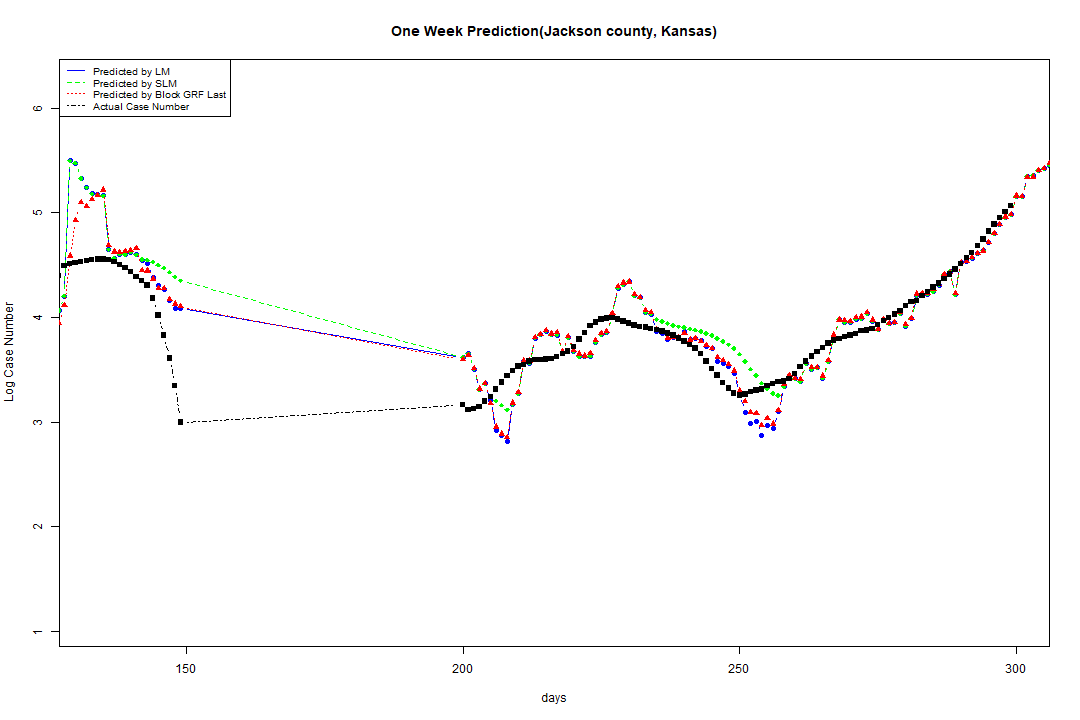 One Week Prediction(Jackson county, Kansas)
Predicted by LM
Predicted by SLM
Predicted by Block GRF Last
Actual Case Number
6
5
4
3
2
1
Log Case Number
150
200
250
300
days